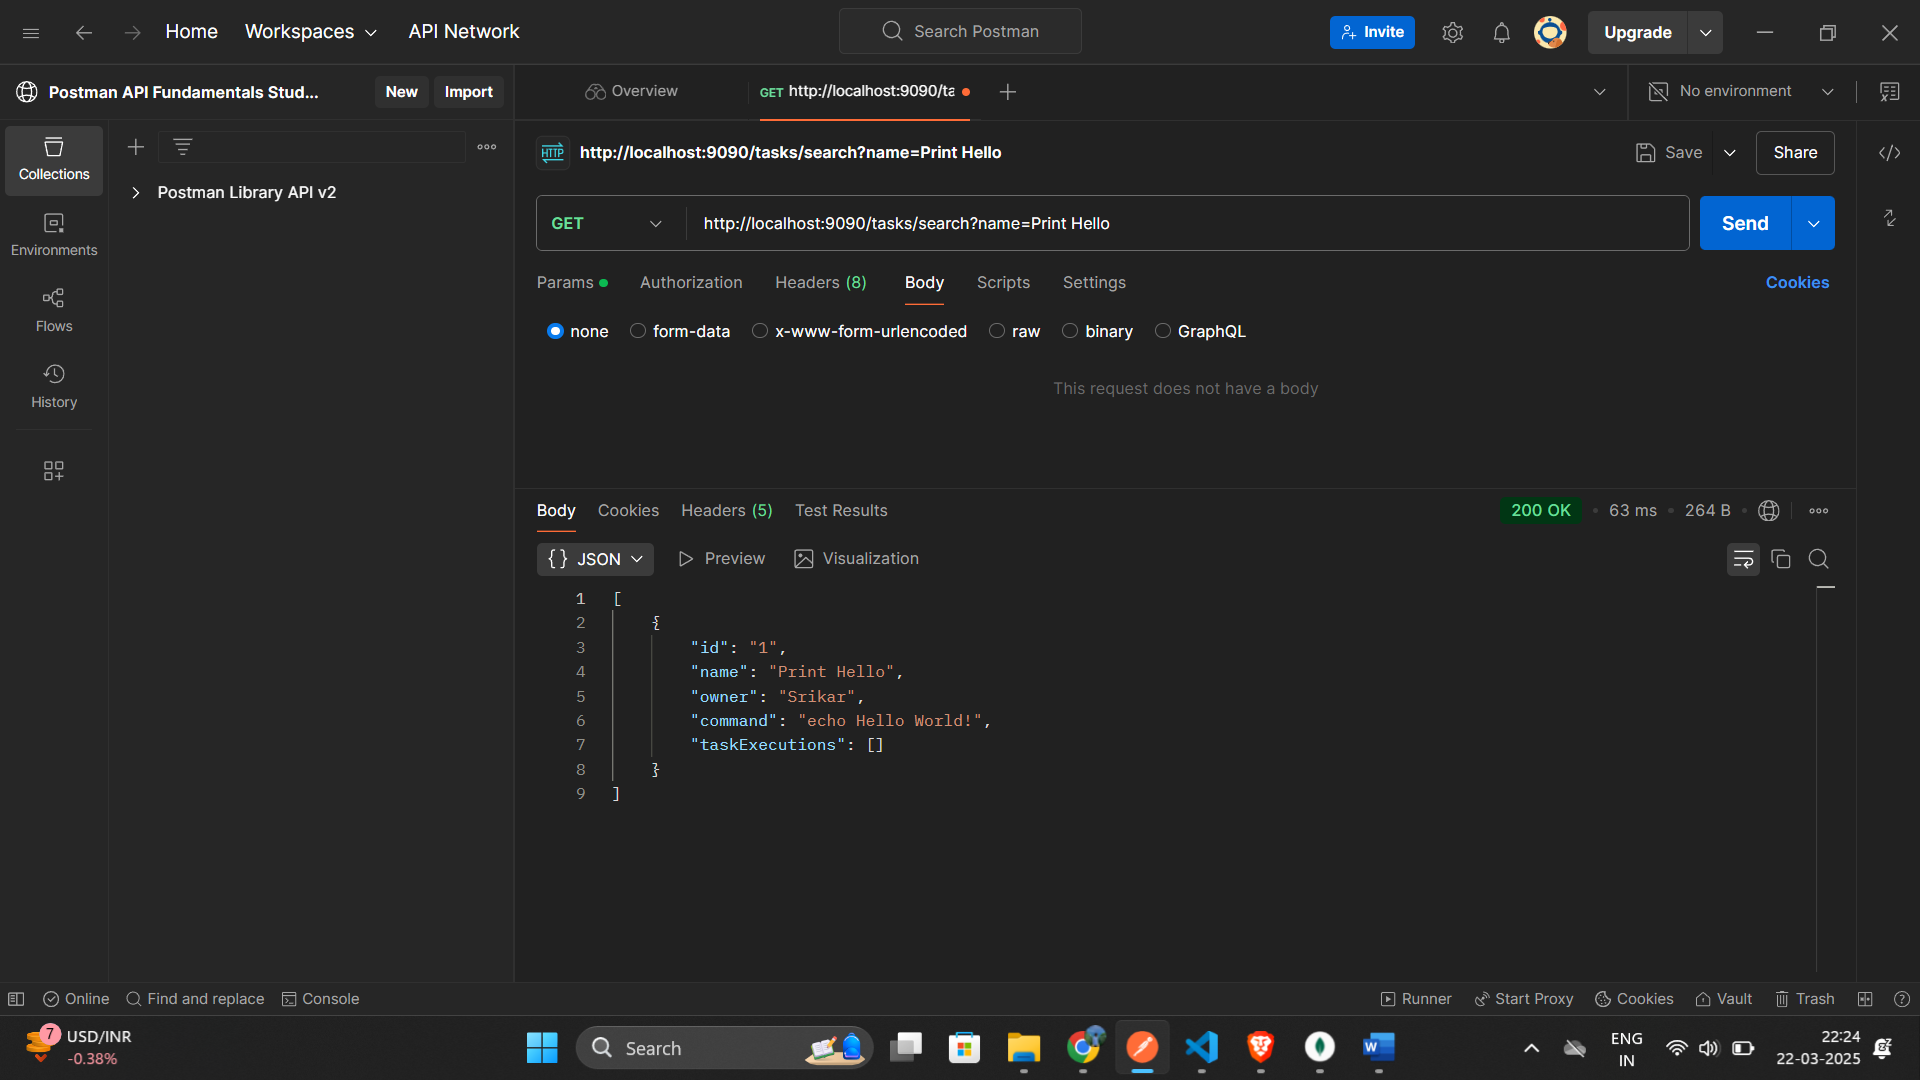 Home Workspaces API Network Search Postman Invite Upgrade
Postman API Fundamentals Stud... New Import Overview GET http://localhost:9090/ta No environment
Collections
Postman Library API v2
Environments
Flows
History
HTTP http://localhost:9090/tasks/search?name=Print Hello Save Share
GET http://localhost:9090/tasks/search?name=Print Hello Send
Params Authorization Headers (8) Body Scripts Settings Cookies
none form-data x-www-form-urlencoded raw binary GraphQL
This request does not have a body
Body Cookies Headers (5) Test Results 200 OK • 63 ms • 264 B •
{} JSON Preview Visualization
1 [
2 {
3 "id": "1",
4 "name": "Print Hello",
5 "owner": "Srikar",
6 "command": "echo Hello World!",
7 "taskExecutions": []
8 }
9 ]
Online Find and replace Console Runner Start Proxy Cookies Vault Trash
7 USD/INR
-0.38%
Search
W
ENG
IN
22:24
22-03-2025